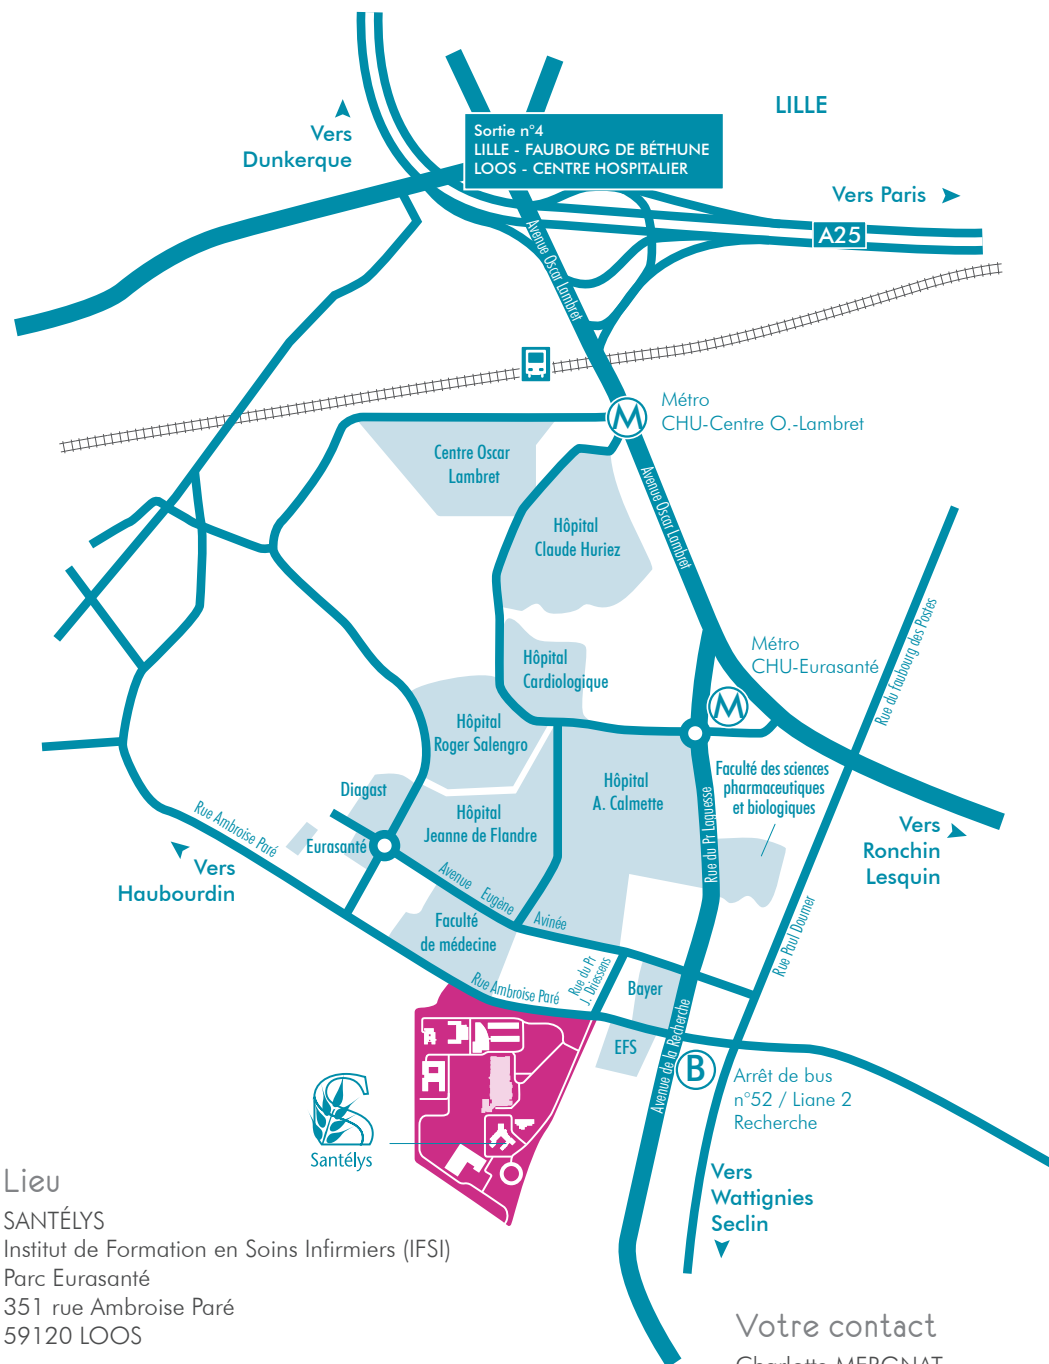 LILLE
Vers
Dunkerque
Sortie n°4
LILLE - FAUBOURG DE BÉTHUNE
LOOS - CENTRE HOSPITALIER
Vers Paris
A25
Avenue Oscar Lambret
M
Métro
CHU-Centre O.-Lambret
Centre Oscar
Lambret
Avenue Oscar Lambret
Hôpital
Claude Huriez
Rue du faubourg des Postes
Métro
CHU-Eurasanté
M
Hôpital
Cardiologique
Hôpital
Roger Salengro
Faculté des sciences
pharmaceutiques
et biologiques
Hôpital
A. Calmette
Diagast
Hôpital
Jeanne de Flandre
Rue du Pr Laguesse
Rue Ambroise Paré
Eurasanté
Vers
Ronchin
Lesquin
Vers
Haubourdin
Avenue Eugène Avinée
Faculté
de médecine
Rue Paul Doumer
Rue Ambroise Paré
Rue du Pr
J. Driessens
Bayer
EFS
Avenue de la Recherche
B
Arrêt de bus
n°52 / Liane 2
Recherche
Santélys
Vers
Wattignies
Seclin
Lieu
SANTÉLYS
Institut de Formation en Soins Infirmiers (IFSI)
Parc Eurasanté
351 rue Ambroise Paré
59120 LOOS
Votre contact
Charlotte MERGNAT